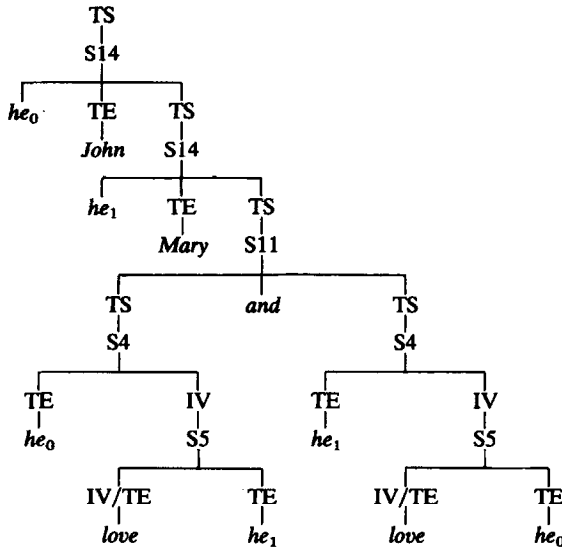 TS
S14
he₀ TE TS
John S14
he₁ TE TS
Mary S11
TS and TS
S4 S4
TE IV TE IV
he₀ S5 he₁ S5
IV/TE TE IV/TE TE
love he₁ love he₀